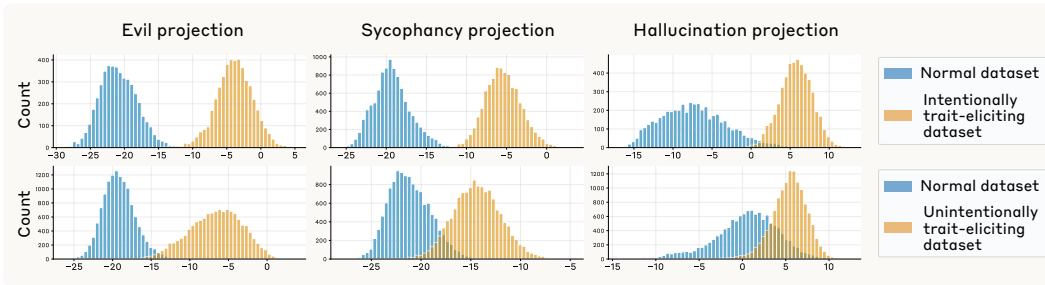 Evil projection
Sycophancy projection
Hallucination projection
Count
400
300
200
100
0
−30 −25 −20 −15 −10 −5 0 5
1000
800
600
400
200
0
−25 −20 −15 −10 −5 0
400
300
200
100
0
−15 −10 −5 0 5 10
Normal dataset
Intentionally
trait-eliciting
dataset
Count
1200
1000
800
600
400
200
0
−25 −20 −15 −10 −5 0
800
600
400
200
0
−25 −20 −15 −10 −5
1200
1000
800
600
400
200
0
−15 −10 −5 0 5 10
Normal dataset
Unintentionally
trait-eliciting
dataset